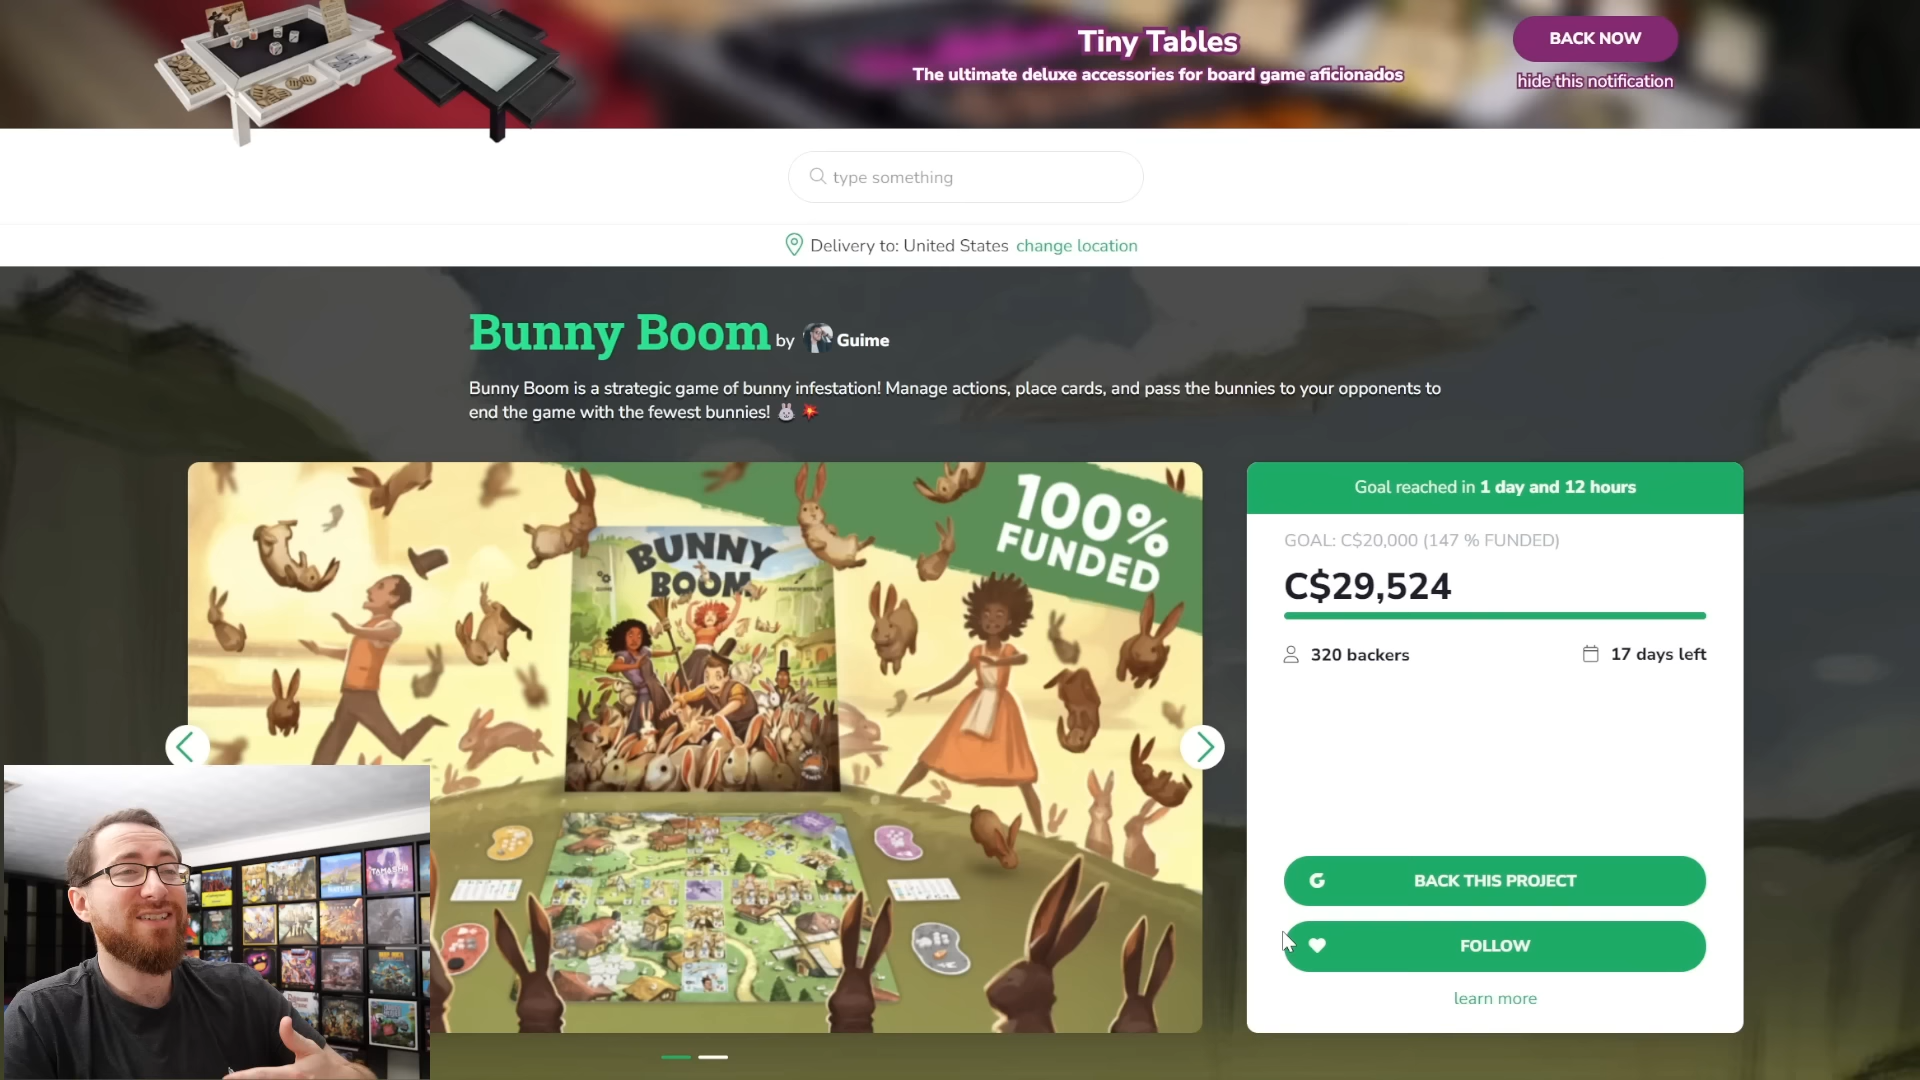 Tiny Tables
The ultimate deluxe accessories for board game aficionados
BACK NOW
hide this notification
type something
Delivery to: United States change location
Bunny Boom by Guime
Bunny Boom is a strategic game of bunny infestation! Manage actions, place cards, and pass the bunnies to your opponents to
end the game with the fewest bunnies!
100%
FUNDED
BUNNY
BOOM
Goal reached in 1 day and 12 hours
GOAL: C$20,000 (147 % FUNDED)
C$29,524
320 backers
17 days left
BACK THIS PROJECT
FOLLOW
learn more